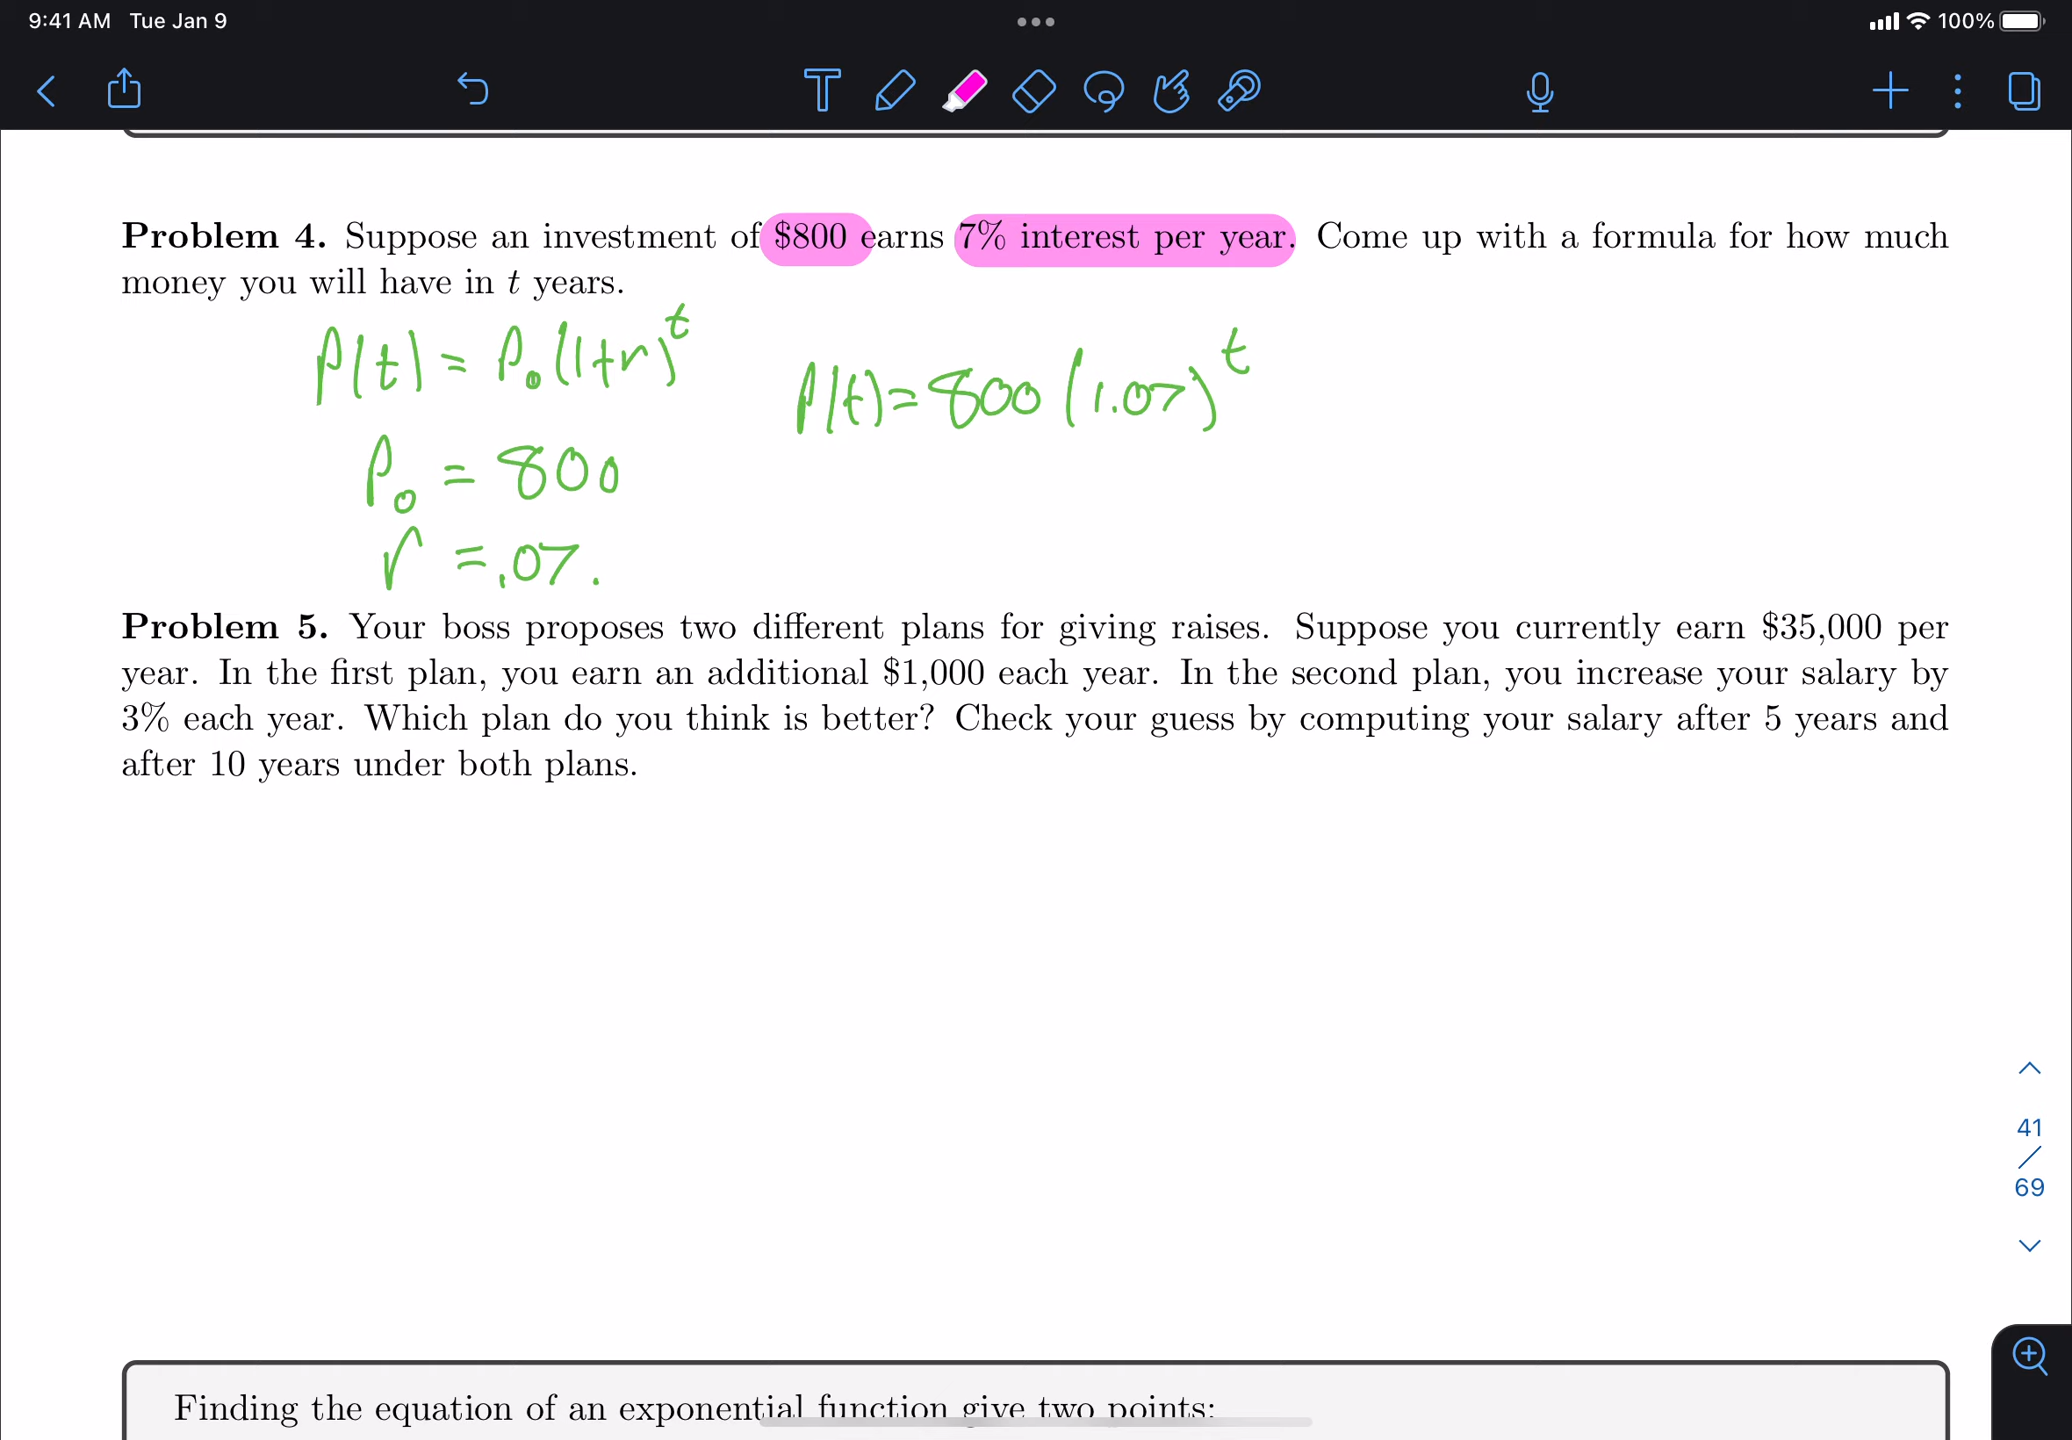 9:41 AM Tue Jan 9
100%
Problem 4. Suppose an investment of $800 earns 7% interest per year. Come up with a formula for how much
money you will have in t years.
P(t) = P₀(1+r)ᵗ
P(t) = 800 (1.07)ᵗ
P₀ = 800
r = .07.
Problem 5. Your boss proposes two different plans for giving raises. Suppose you currently earn $35,000 per
year. In the first plan, you earn an additional $1,000 each year. In the second plan, you increase your salary by
3% each year. Which plan do you think is better? Check your guess by computing your salary after 5 years and
after 10 years under both plans.
41
/
69
Finding the equation of an exponential function give two points: